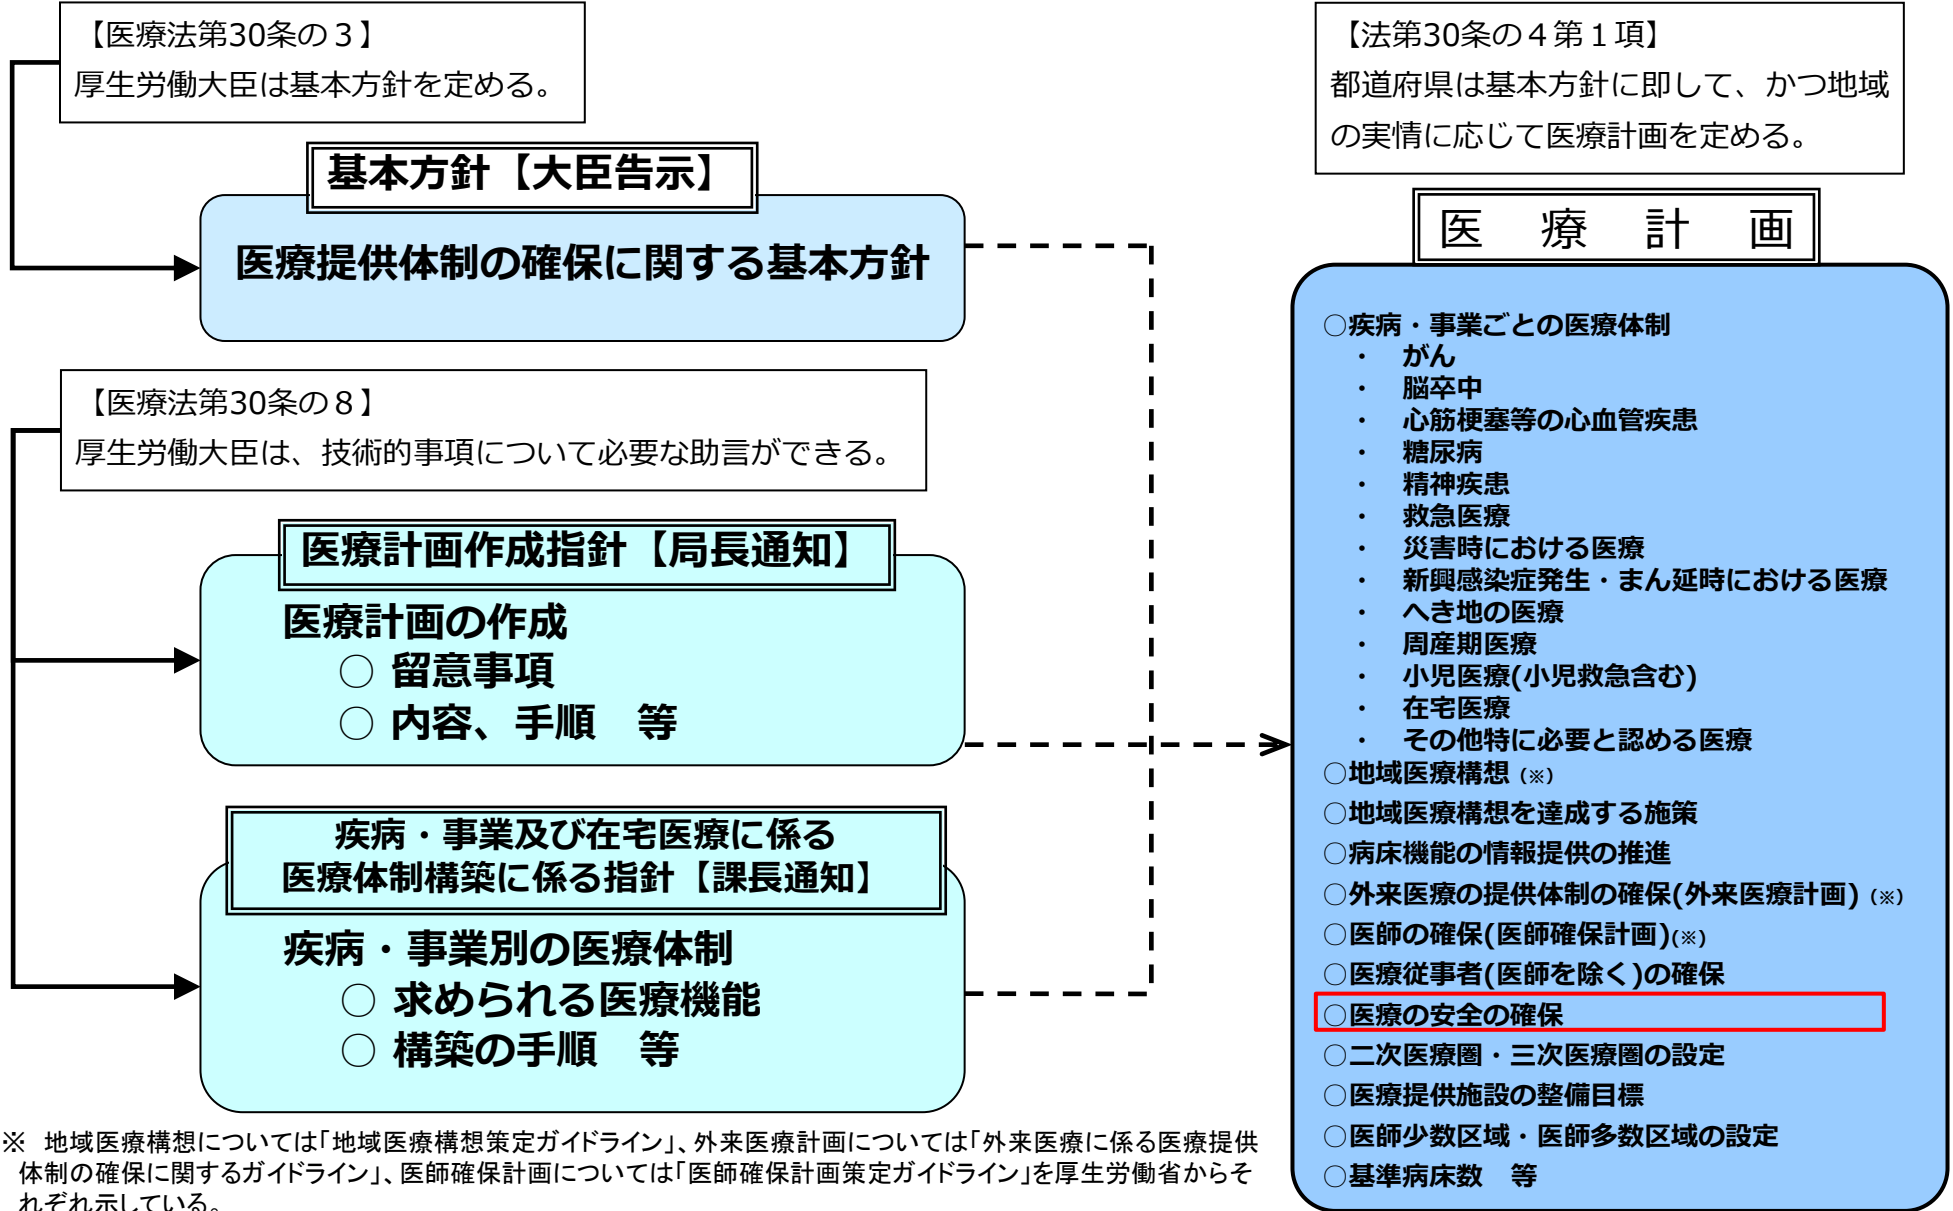 【医療法第30条の３】
厚生労働大臣は基本方針を定める。
基本方針【大臣告示】
医療提供体制の確保に関する基本方針
【医療法第30条の８】
厚生労働大臣は、技術的事項について必要な助言ができる。
医療計画作成指針【局長通知】
医療計画の作成
○ 留意事項
○ 内容、手順　等
疾病・事業及び在宅医療に係る
医療体制構築に係る指針【課長通知】
疾病・事業別の医療体制
○ 求められる医療機能
○ 構築の手順　等
※　地域医療構想については「地域医療構想策定ガイドライン」、外来医療計画については「外来医療に係る医療提供
体制の確保に関するガイドライン」、医師確保計画については「医師確保計画策定ガイドライン」を厚生労働省からそ
れぞれ示している。
【法第30条の４第１項】
都道府県は基本方針に即して、かつ地域
の実情に応じて医療計画を定める。
医　療　計　画
○疾病・事業ごとの医療体制
・　がん
・　脳卒中
・　心筋梗塞等の心血管疾患
・　糖尿病
・　精神疾患
・　救急医療
・　災害時における医療
・　新興感染症発生・まん延時における医療
・　へき地の医療
・　周産期医療
・　小児医療(小児救急含む)
・　在宅医療
・　その他特に必要と認める医療
○地域医療構想（※）
○地域医療構想を達成する施策
○病床機能の情報提供の推進
○外来医療の提供体制の確保(外来医療計画)（※）
○医師の確保(医師確保計画)(※)
○医療従事者(医師を除く)の確保
○医療の安全の確保
○二次医療圏・三次医療圏の設定
○医療提供施設の整備目標
○医師少数区域・医師多数区域の設定
○基準病床数　等